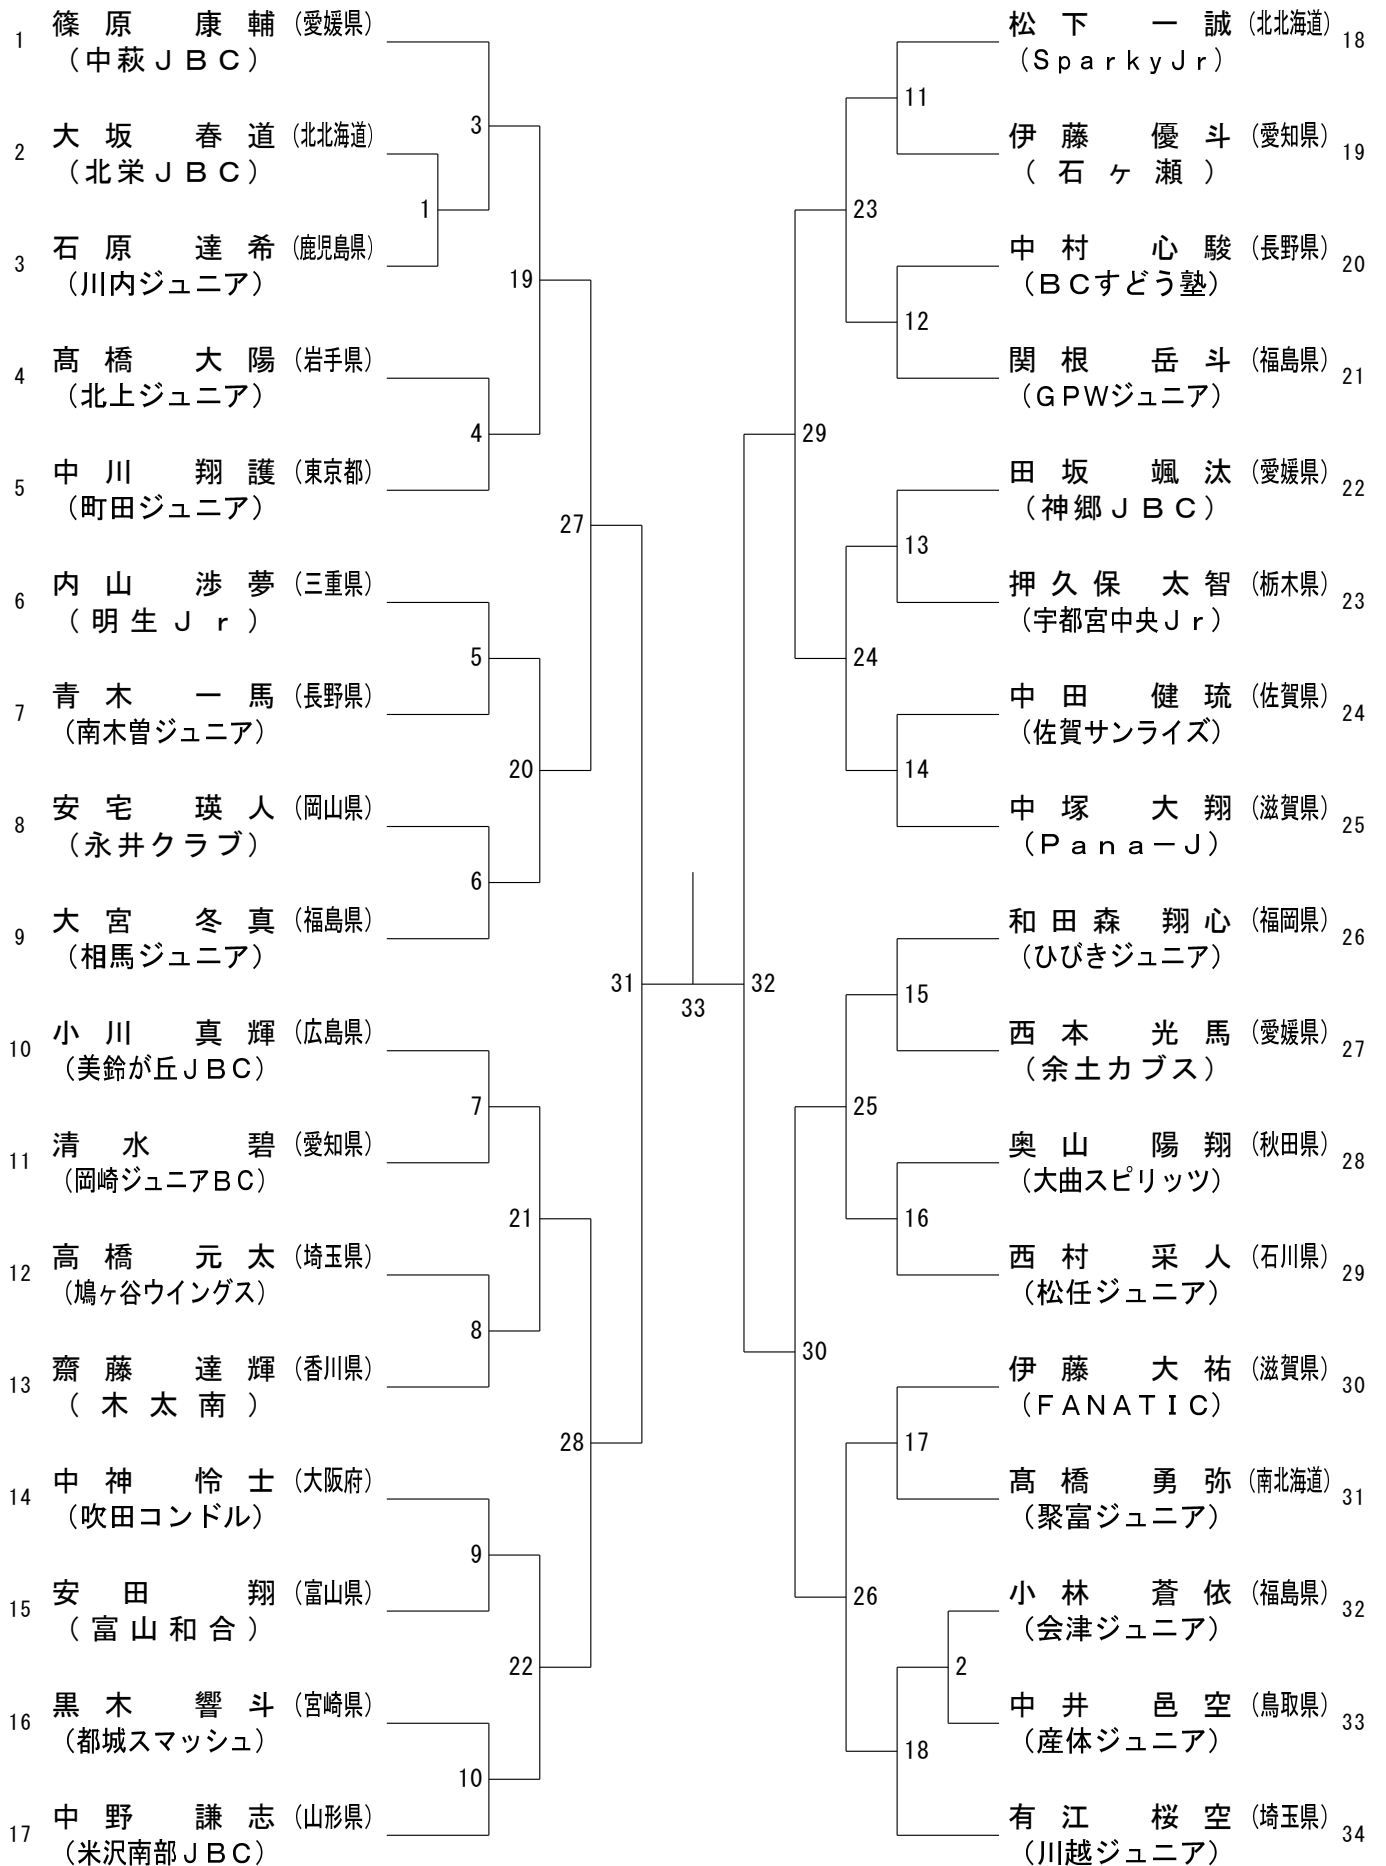 1 篠原 康輔 (愛媛県)
(中萩ＪＢＣ)
2 大坂 春道 (北北海道)
(北栄ＪＢＣ)
3 石原 達希 (鹿児島県)
(川内ジュニア)
4 髙橋 大陽 (岩手県)
(北上ジュニア)
5 中川 翔護 (東京都)
(町田ジュニア)
6 内山 渉夢 (三重県)
(明生Ｊｒ)
7 青木 一馬 (長野県)
(南木曽ジュニア)
8 安宅 瑛人 (岡山県)
(永井クラブ)
9 大宮 冬真 (福島県)
(相馬ジュニア)
10 小川 真輝 (広島県)
(美鈴が丘ＪＢＣ)
11 清水 碧 (愛知県)
(岡崎ジュニアＢＣ)
12 高橋 元太 (埼玉県)
(鳩ヶ谷ウイングス)
13 齋藤 達輝 (香川県)
(木太南)
14 中神 怜士 (大阪府)
(吹田コンドル)
15 安田 翔 (富山県)
(富山和合)
16 黒木 響斗 (宮崎県)
(都城スマッシュ)
17 中野 謙志 (山形県)
(米沢南部ＪＢＣ)
3
1
19
4
27
5
20
6
31
7
21
8
28
9
22
10
33
11
23
12
29
13
24
14
32
15
25
16
30
17
26
2
18
松下 一誠 (北北海道) 18
(ＳｐａｒｋｙＪｒ)
伊藤 優斗 (愛知県) 19
(石ヶ瀬)
中村 心駿 (長野県) 20
(ＢＣすどう塾)
関根 岳斗 (福島県) 21
(ＧＰＷジュニア)
田坂 颯汰 (愛媛県) 22
(神郷ＪＢＣ)
押久保 太智 (栃木県) 23
(宇都宮中央Ｊｒ)
中田 健琉 (佐賀県) 24
(佐賀サンライズ)
中塚 大翔 (滋賀県) 25
(Ｐａｎａ－Ｊ)
和田森 翔心 (福岡県) 26
(ひびきジュニア)
西本 光馬 (愛媛県) 27
(余土カブス)
奥山 陽翔 (秋田県) 28
(大曲スピリッツ)
西村 采人 (石川県) 29
(松任ジュニア)
伊藤 大祐 (滋賀県) 30
(ＦＡＮＡＴＩＣ)
髙橋 勇弥 (南北海道) 31
(聚富ジュニア)
小林 蒼依 (福島県) 32
(会津ジュニア)
中井 邑空 (鳥取県) 33
(産体ジュニア)
有江 桜空 (埼玉県) 34
(川越ジュニア)